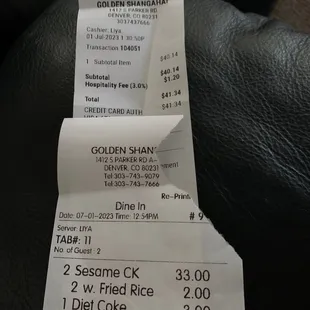 GOLDEN SHANGAHAI
1412 S PARKER RD
DENVER, CO 80231
3037437666
Cashier: Liya
01-Jul-2023 1:30:50P
Transaction 104051
1 Subtotal Item $40.14
Subtotal $40.14
Hospitality Fee (3.0%) $1.20
Total $41.34
CREDIT CARD AUTH $41.34
GOLDEN SHAN
1412 S PARKER RD A-
DENVER, CO 80231
Tel 303-743-9079
Tel 303-743-7666
Re-Print
Dine In
Date: 07-01-2023 Time: 12:54PM # 9
Server: LIYA
TAB#: 11
No. of Guest : 2
2 Sesame CK 33.00
2 w. Fried Rice 2.00
1 Diet Coke